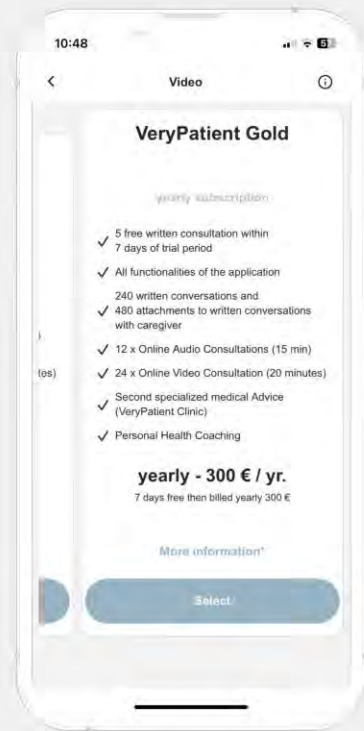 10:48
Video
VeryPatient Gold
yearly subscription
5 free written consultation within
7 days of trial period
All functionalities of the application
240 written conversations and
480 attachments to written conversations
with caregiver
12 x Online Audio Consultations (15 min)
tes)
24 x Online Video Consultation (20 minutes)
Second specialized medical Advice
(VeryPatient Clinic)
Personal Health Coaching
yearly - 300 € / yr.
7 days free then billed yearly 300 €
More information*
Select